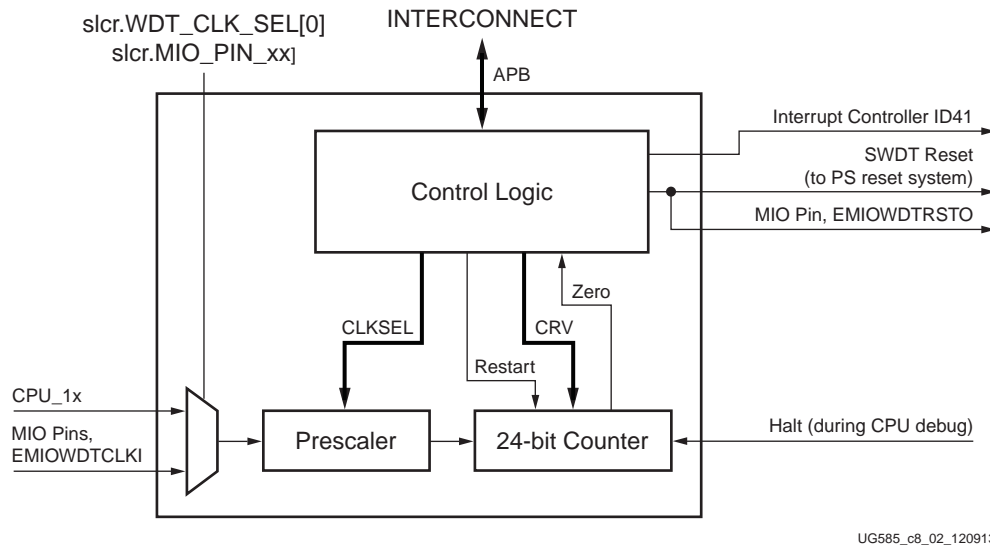 slcr.WDT_CLK_SEL[0]
slcr.MIO_PIN_xx]
INTERCONNECT
APB
Interrupt Controller ID41
Control Logic
SWDT Reset
(to PS reset system)
MIO Pin, EMIOWDTRSTO
Zero
CLKSEL
CRV
Restart
CPU_1x
MIO Pins,
EMIOWDTCLKI
Prescaler
24-bit Counter
Halt (during CPU debug)
UG585_c8_02_120913